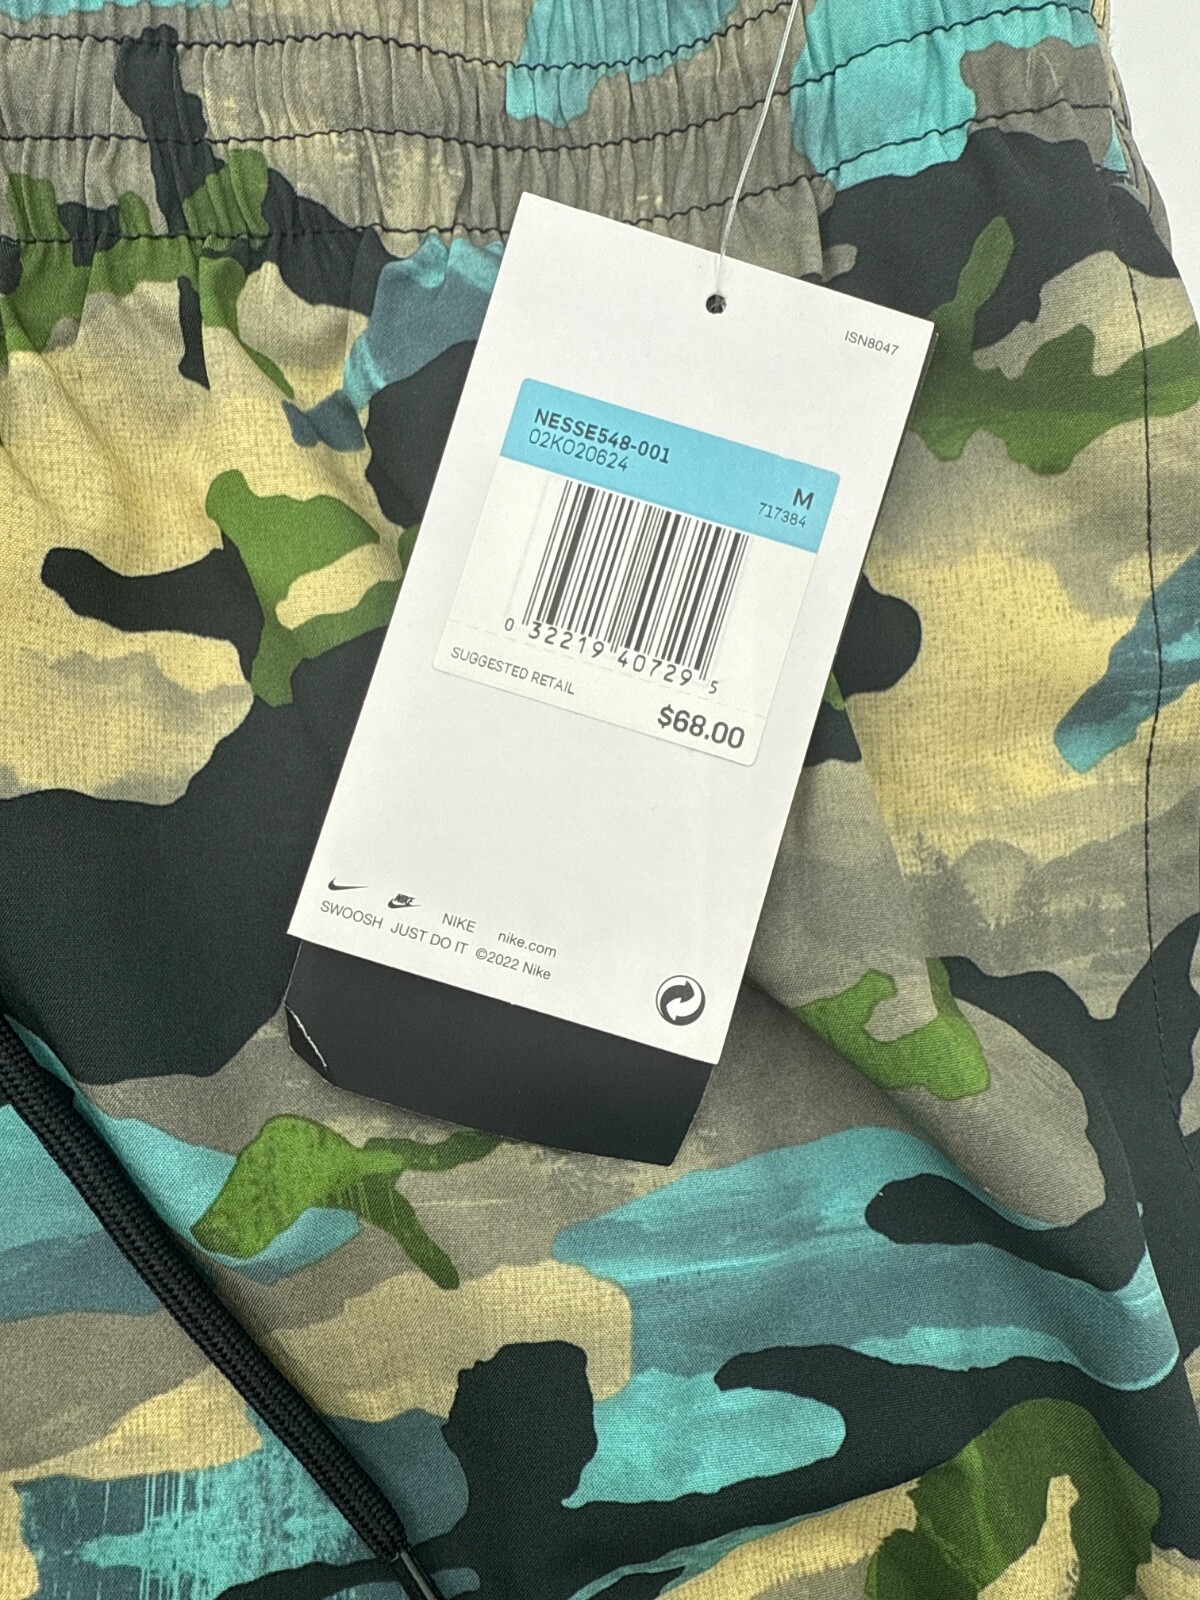 ISN8047
NESSE548-001
02KO20624
M
717384
0 32219 40729 5
SUGGESTED RETAIL
$68.00
NIKE
NIKE nike.com
SWOOSH JUST DO IT ©2022 Nike